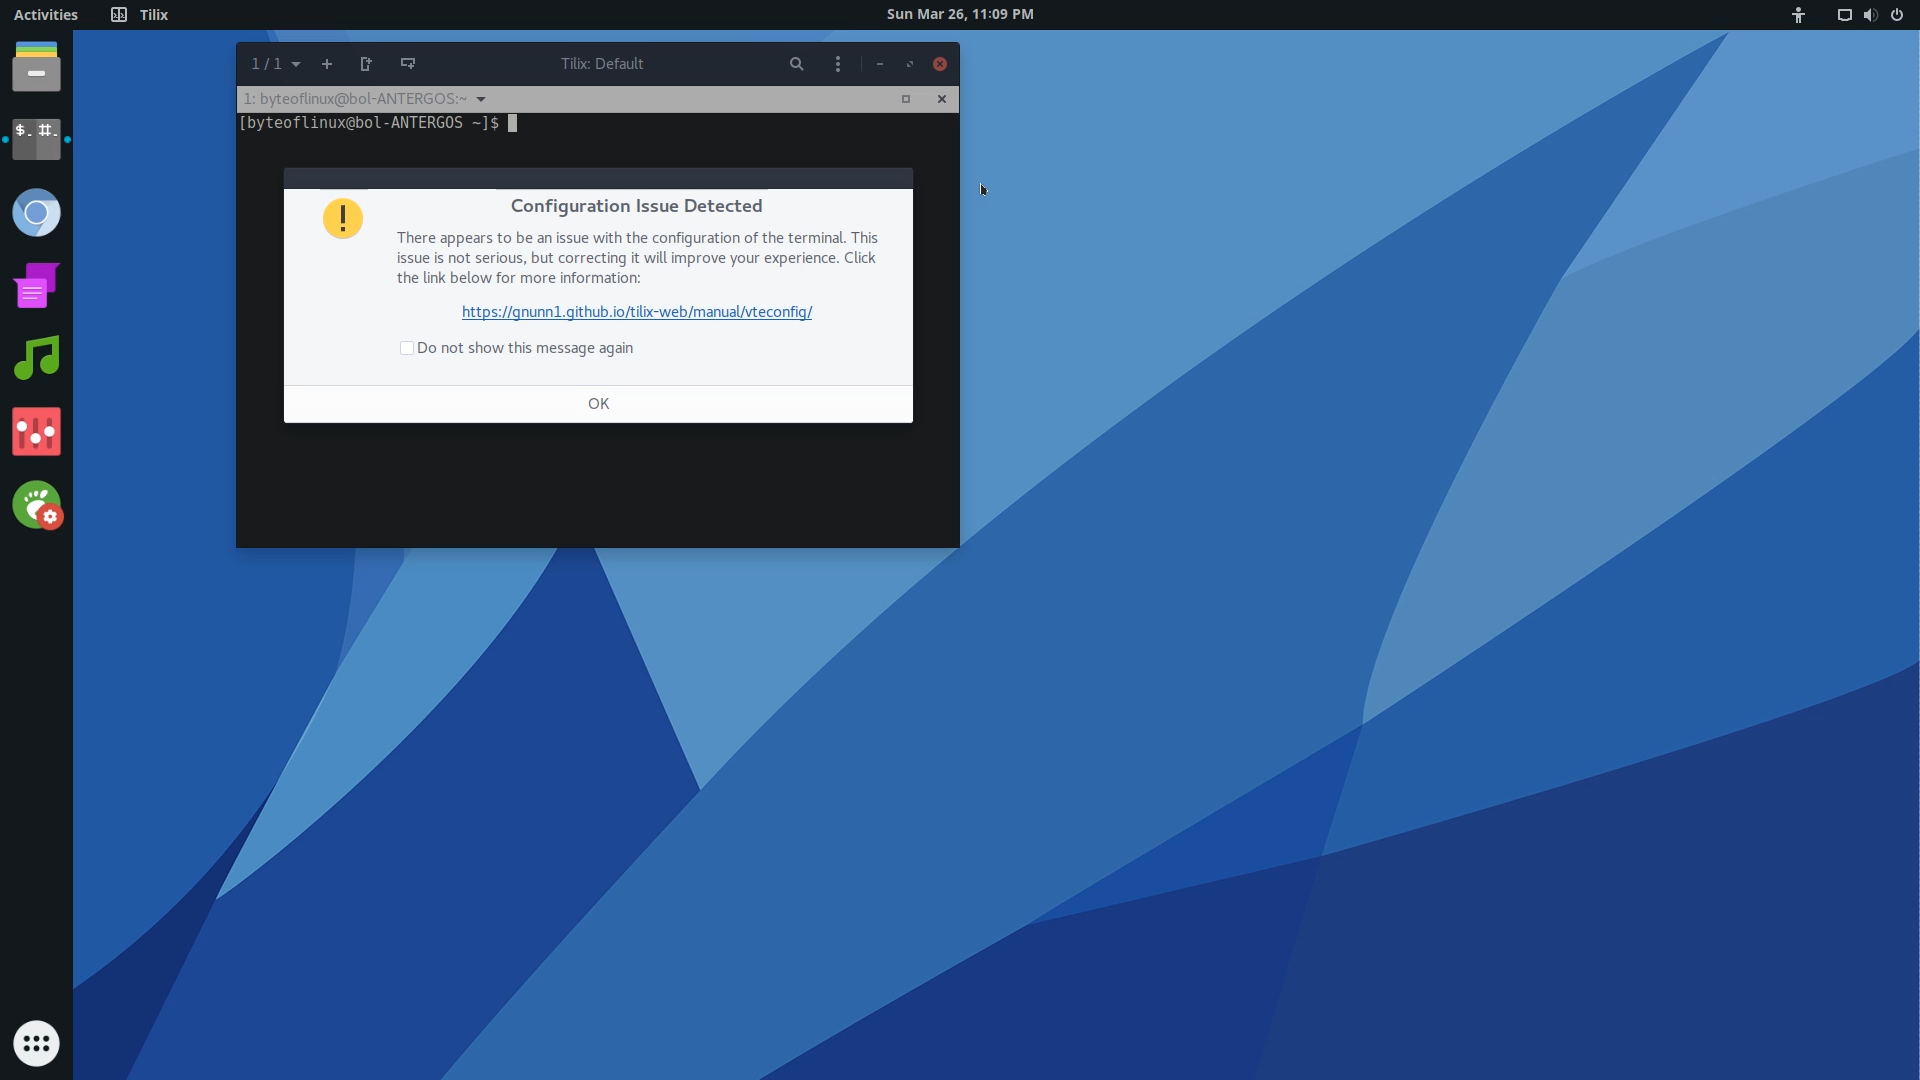 Activities
Tilix
Sun Mar 26, 11:09 PM
1 / 1
Tilix: Default
1: byteoflinux@bol-ANTERGOS:~
[byteoflinux@bol-ANTERGOS ~]$
$_ #_
Configuration Issue Detected
There appears to be an issue with the configuration of the terminal. This
issue is not serious, but correcting it will improve your experience. Click
the link below for more information:
https://gnunn1.github.io/tilix-web/manual/vteconfig/
Do not show this message again
OK